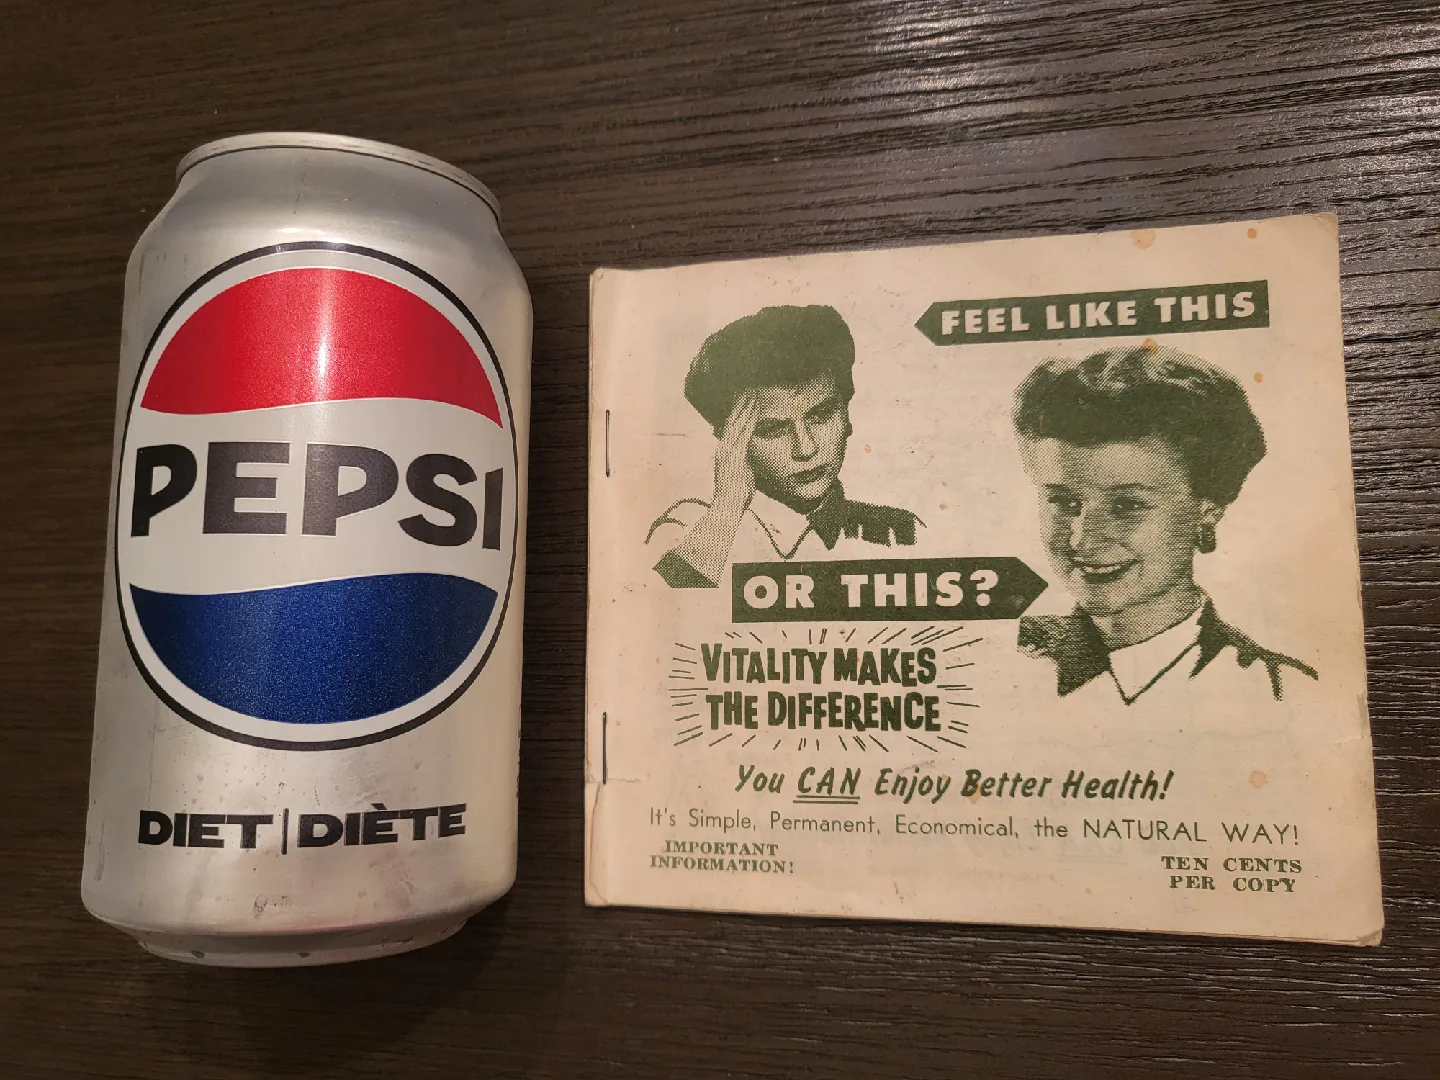 PEPSI
DIET | DIÈTE
FEEL LIKE THIS
OR THIS?
VITALITY MAKES
THE DIFFERENCE
You CAN Enjoy Better Health!
It's Simple, Permanent, Economical, the NATURAL WAY!
IMPORTANT
INFORMATION!
TEN CENTS
PER COPY